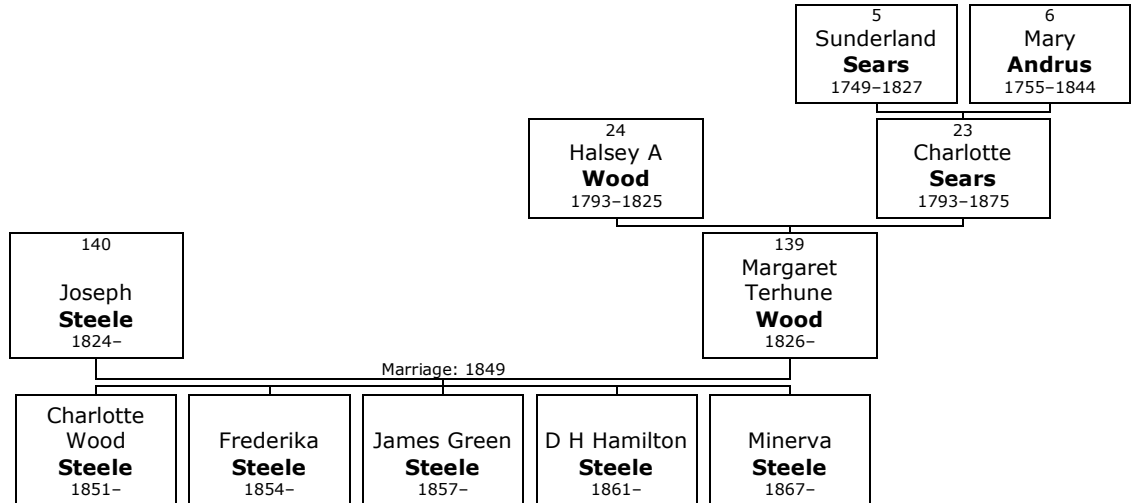 5
Sunderland
Sears
1749–1827
6
Mary
Andrus
1755–1844
24
Halsey A
Wood
1793–1825
23
Charlotte
Sears
1793–1875
140
Joseph
Steele
1824–
139
Margaret
Terhune
Wood
1826–
Marriage: 1849
Charlotte
Wood
Steele
1851–
Frederika
Steele
1854–
James Green
Steele
1857–
D H Hamilton
Steele
1861–
Minerva
Steele
1867–